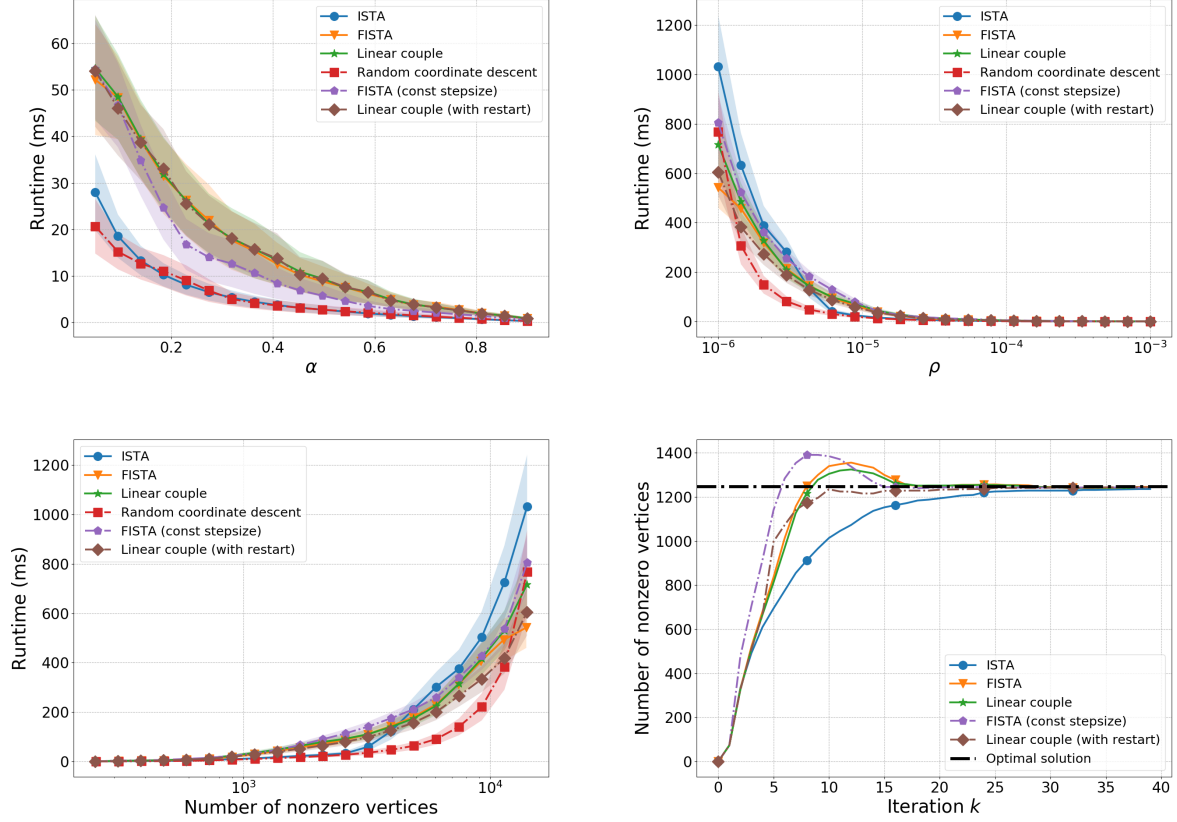 ISTA
FISTA
Linear couple
Random coordinate descent
FISTA (const stepsize)
Linear couple (with restart)
60
50
40
30
20
10
0
Runtime (ms)
0.2 0.4 0.6 0.8
α
ISTA
FISTA
Linear couple
Random coordinate descent
FISTA (const stepsize)
Linear couple (with restart)
1200
1000
800
600
400
200
0
Runtime (ms)
10⁻⁶ 10⁻⁵ 10⁻⁴ 10⁻³
ρ
ISTA
FISTA
Linear couple
Random coordinate descent
FISTA (const stepsize)
Linear couple (with restart)
1200
1000
800
600
400
200
0
Runtime (ms)
10³ 10⁴
Number of nonzero vertices
1400
1200
1000
800
600
400
200
0
Number of nonzero vertices
ISTA
FISTA
Linear couple
FISTA (const stepsize)
Linear couple (with restart)
Optimal solution
0 5 10 15 20 25 30 35 40
Iteration k